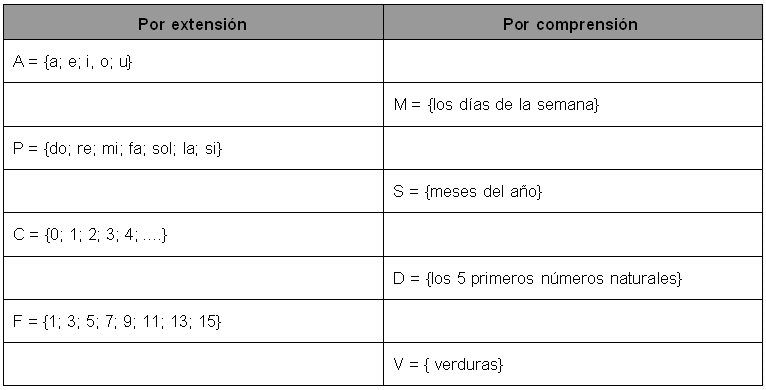 Por extensión
Por comprensión
A = {a; e; i, o; u}
M = {los días de la semana}
P = {do; re; mi; fa; sol; la; si}
S = {meses del año}
C = {0; 1; 2; 3; 4; ....}
D = {los 5 primeros números naturales}
F = {1; 3; 5; 7; 9; 11; 13; 15}
V = { verduras}